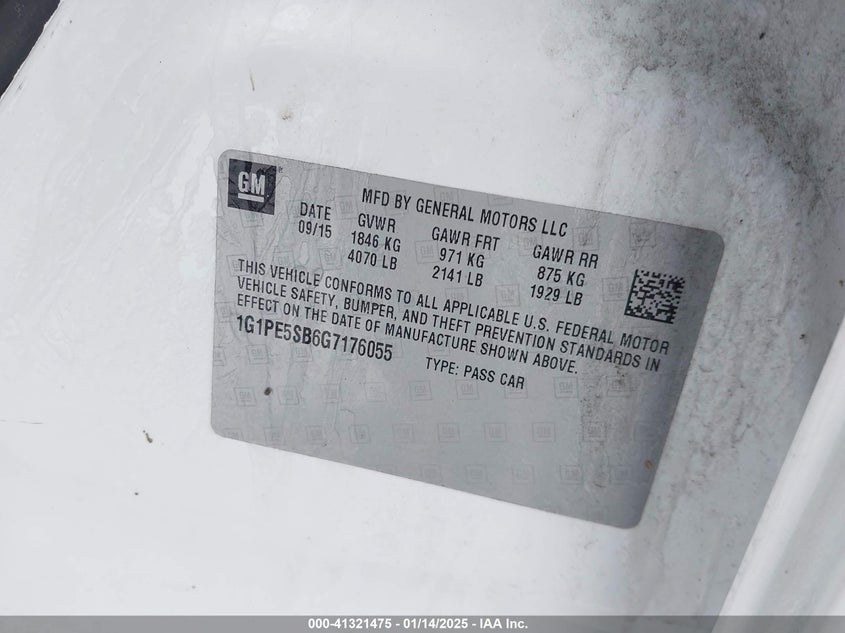 GM
MFD BY GENERAL MOTORS LLC
DATE GVWR GAWR FRT GAWR RR
09/15 1846 KG 971 KG 875 KG
4070 LB 2141 LB 1929 LB
THIS VEHICLE CONFORMS TO ALL APPLICABLE U.S. FEDERAL MOTOR
VEHICLE SAFETY, BUMPER, AND THEFT PREVENTION STANDARDS IN
EFFECT ON THE DATE OF MANUFACTURE SHOWN ABOVE.
1G1PE5SB6G7176055 TYPE: PASS CAR
000-41321475 - 01/14/2025 - IAA Inc.